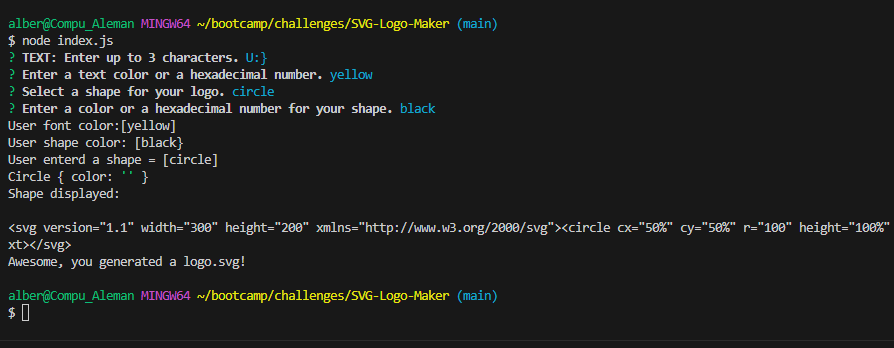 alber@Compu_Aleman MINGW64 ~/bootcamp/challenges/SVG-Logo-Maker (main)
$ node index.js
? TEXT: Enter up to 3 characters. U:}
? Enter a text color or a hexadecimal number. yellow
? Select a shape for your logo. circle
? Enter a color or a hexadecimal number for your shape. black
User font color:[yellow]
User shape color: [black}
User enterd a shape = [circle]
Circle { color: '' }
Shape displayed:
<svg version="1.1" width="300" height="200" xmlns="http://www.w3.org/2000/svg"><circle cx="50%" cy="50%" r="100" height="100%"
xt></svg>
Awesome, you generated a logo.svg!
alber@Compu_Aleman MINGW64 ~/bootcamp/challenges/SVG-Logo-Maker (main)
$